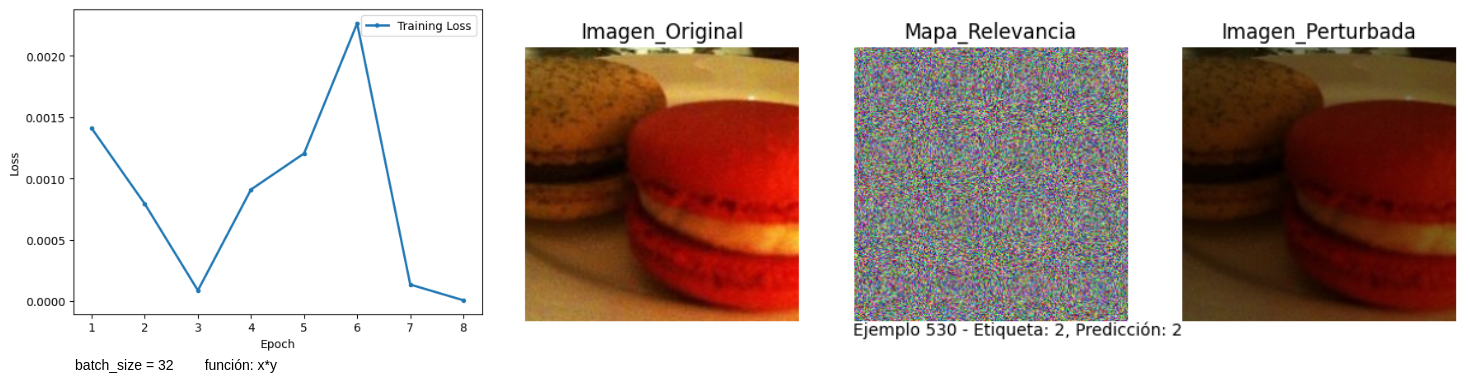 Training Loss
0.0020
0.0015
0.0010
0.0005
0.0000
Loss
1 2 3 4 5 6 7 8
Epoch
batch_size = 32 función: x*y
Imagen_Original
Mapa_Relevancia
Imagen_Perturbada
Ejemplo 530 - Etiqueta: 2, Predicción: 2